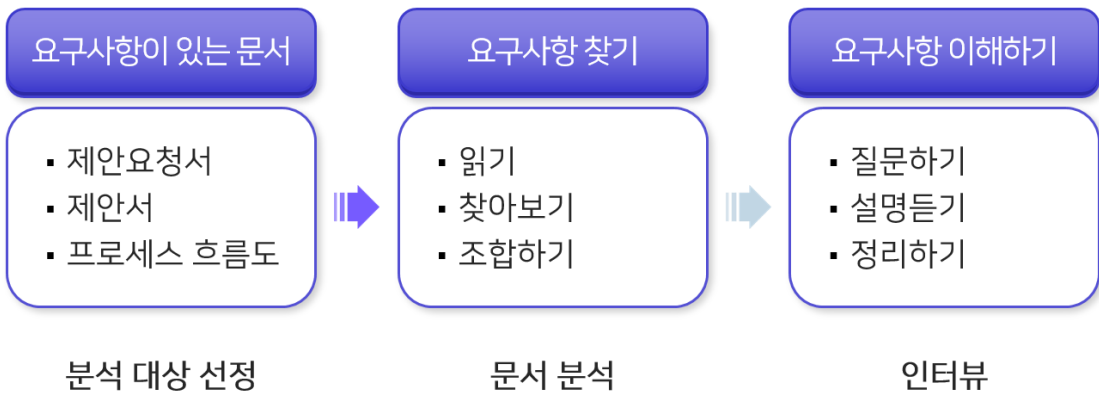 요구사항이 있는 문서
▪ 제안요청서
▪ 제안서
▪ 프로세스 흐름도
분석 대상 선정
요구사항 찾기
▪ 읽기
▪ 찾아보기
▪ 조합하기
문서 분석
요구사항 이해하기
▪ 질문하기
▪ 설명듣기
▪ 정리하기
인터뷰